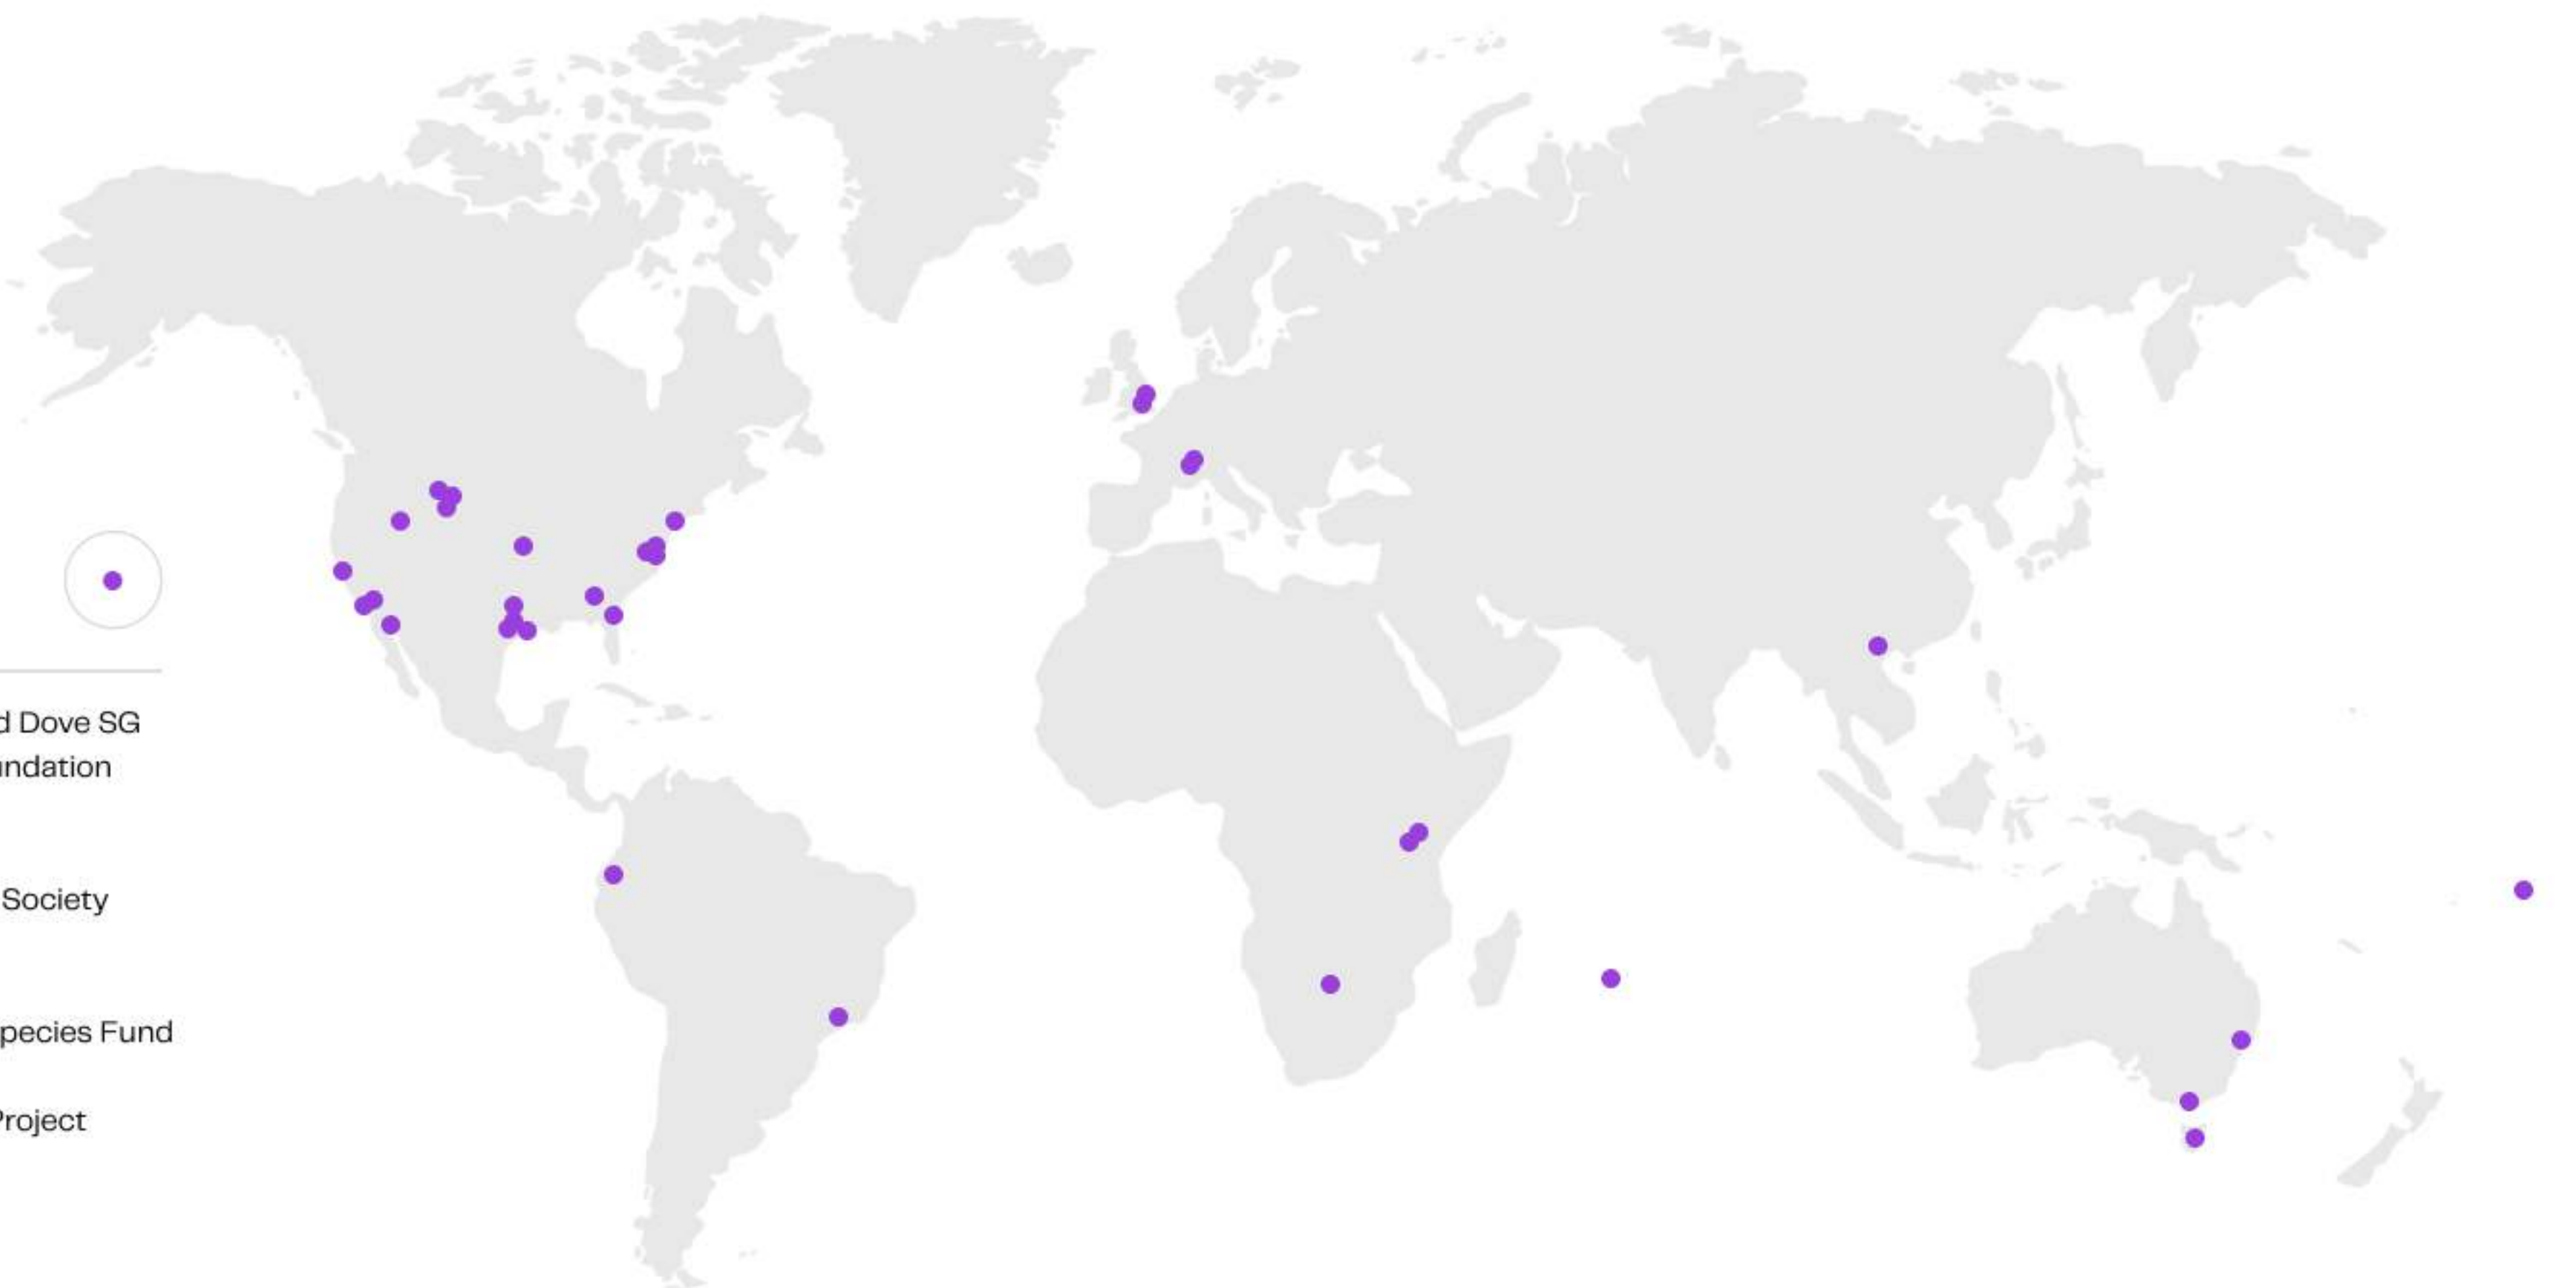 d Dove SG
undation
Society
pecies Fund
Project